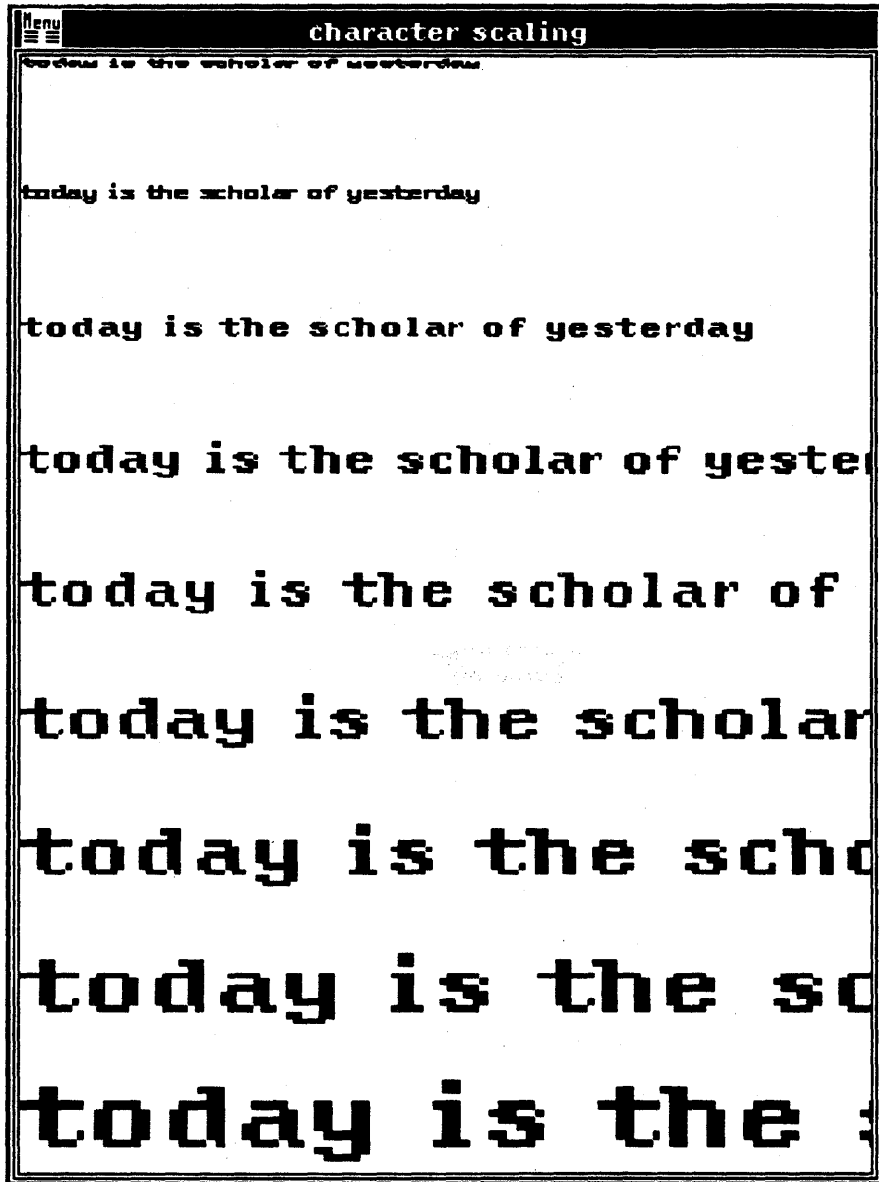 Menu
character scaling
today is the scholar of yesterday
today is the scholar of yesterday
today is the scholar of yesterday
today is the scholar of yester
today is the scholar of
today is the scholar
today is the scho
today is the sc
today is the s